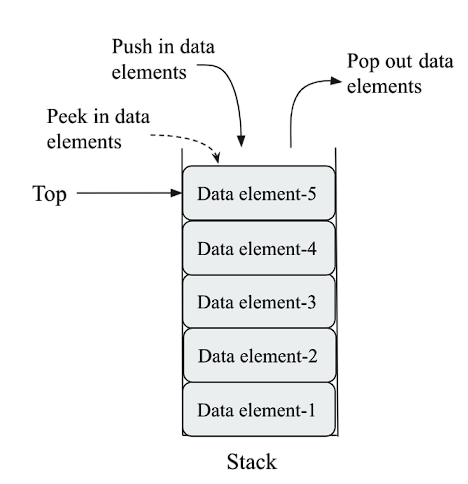 Push in data
elements
Pop out data
elements
Peek in data
elements
Top
Data element-5
Data element-4
Data element-3
Data element-2
Data element-1
Stack